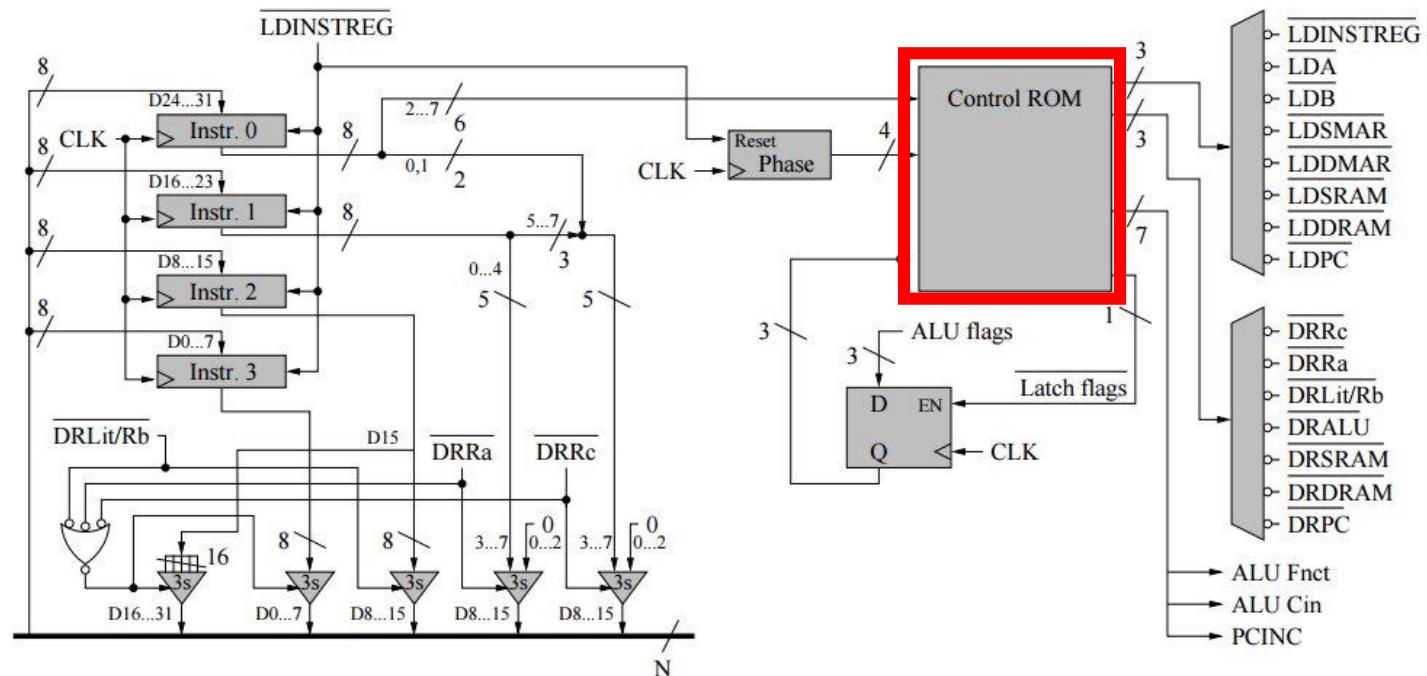 LDINSTREG
8
D24...31
CLK
Instr. 0
8
D16...23
Instr. 1
8
D8...15
Instr. 2
8
D0...7
Instr. 3
8
2...7
6
0,1
2
8
5...7
3
0...4
5
5
Reset
Phase
CLK
4
Control ROM
3
3
7
1
3
ALU flags
3
Latch flags
D
EN
Q
CLK
LDINSTREG
LDA
LDB
LDSMAR
LDDMAR
LDSRAM
LDDRAM
LDPC
DRRc
DRRa
DRLit/Rb
DRALU
DRSRAM
DRDRAM
DRPC
ALU Fnct
ALU Cin
PCINC
DRLit/Rb
D15
DRRa
DRRc
16
8
8
3...7
0
0...2
3...7
0
0...2
3s
3s
3s
3s
3s
D16...31
D0...7
D8...15
D8...15
D8...15
N